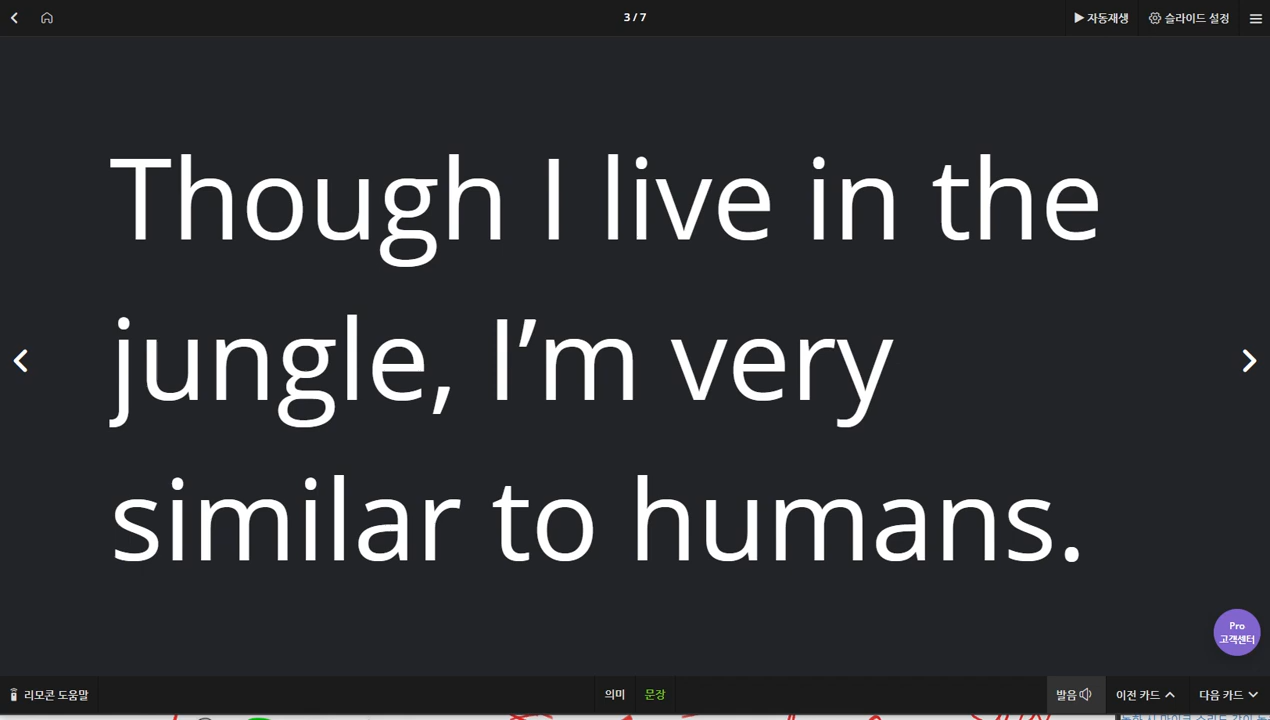 3 / 7
자동재생
슬라이드 설정
Though I live in the
jungle, I’m very
similar to humans.
Pro
고객센터
리모콘 도움말
의미
문장
발음
이전 카드
다음 카드